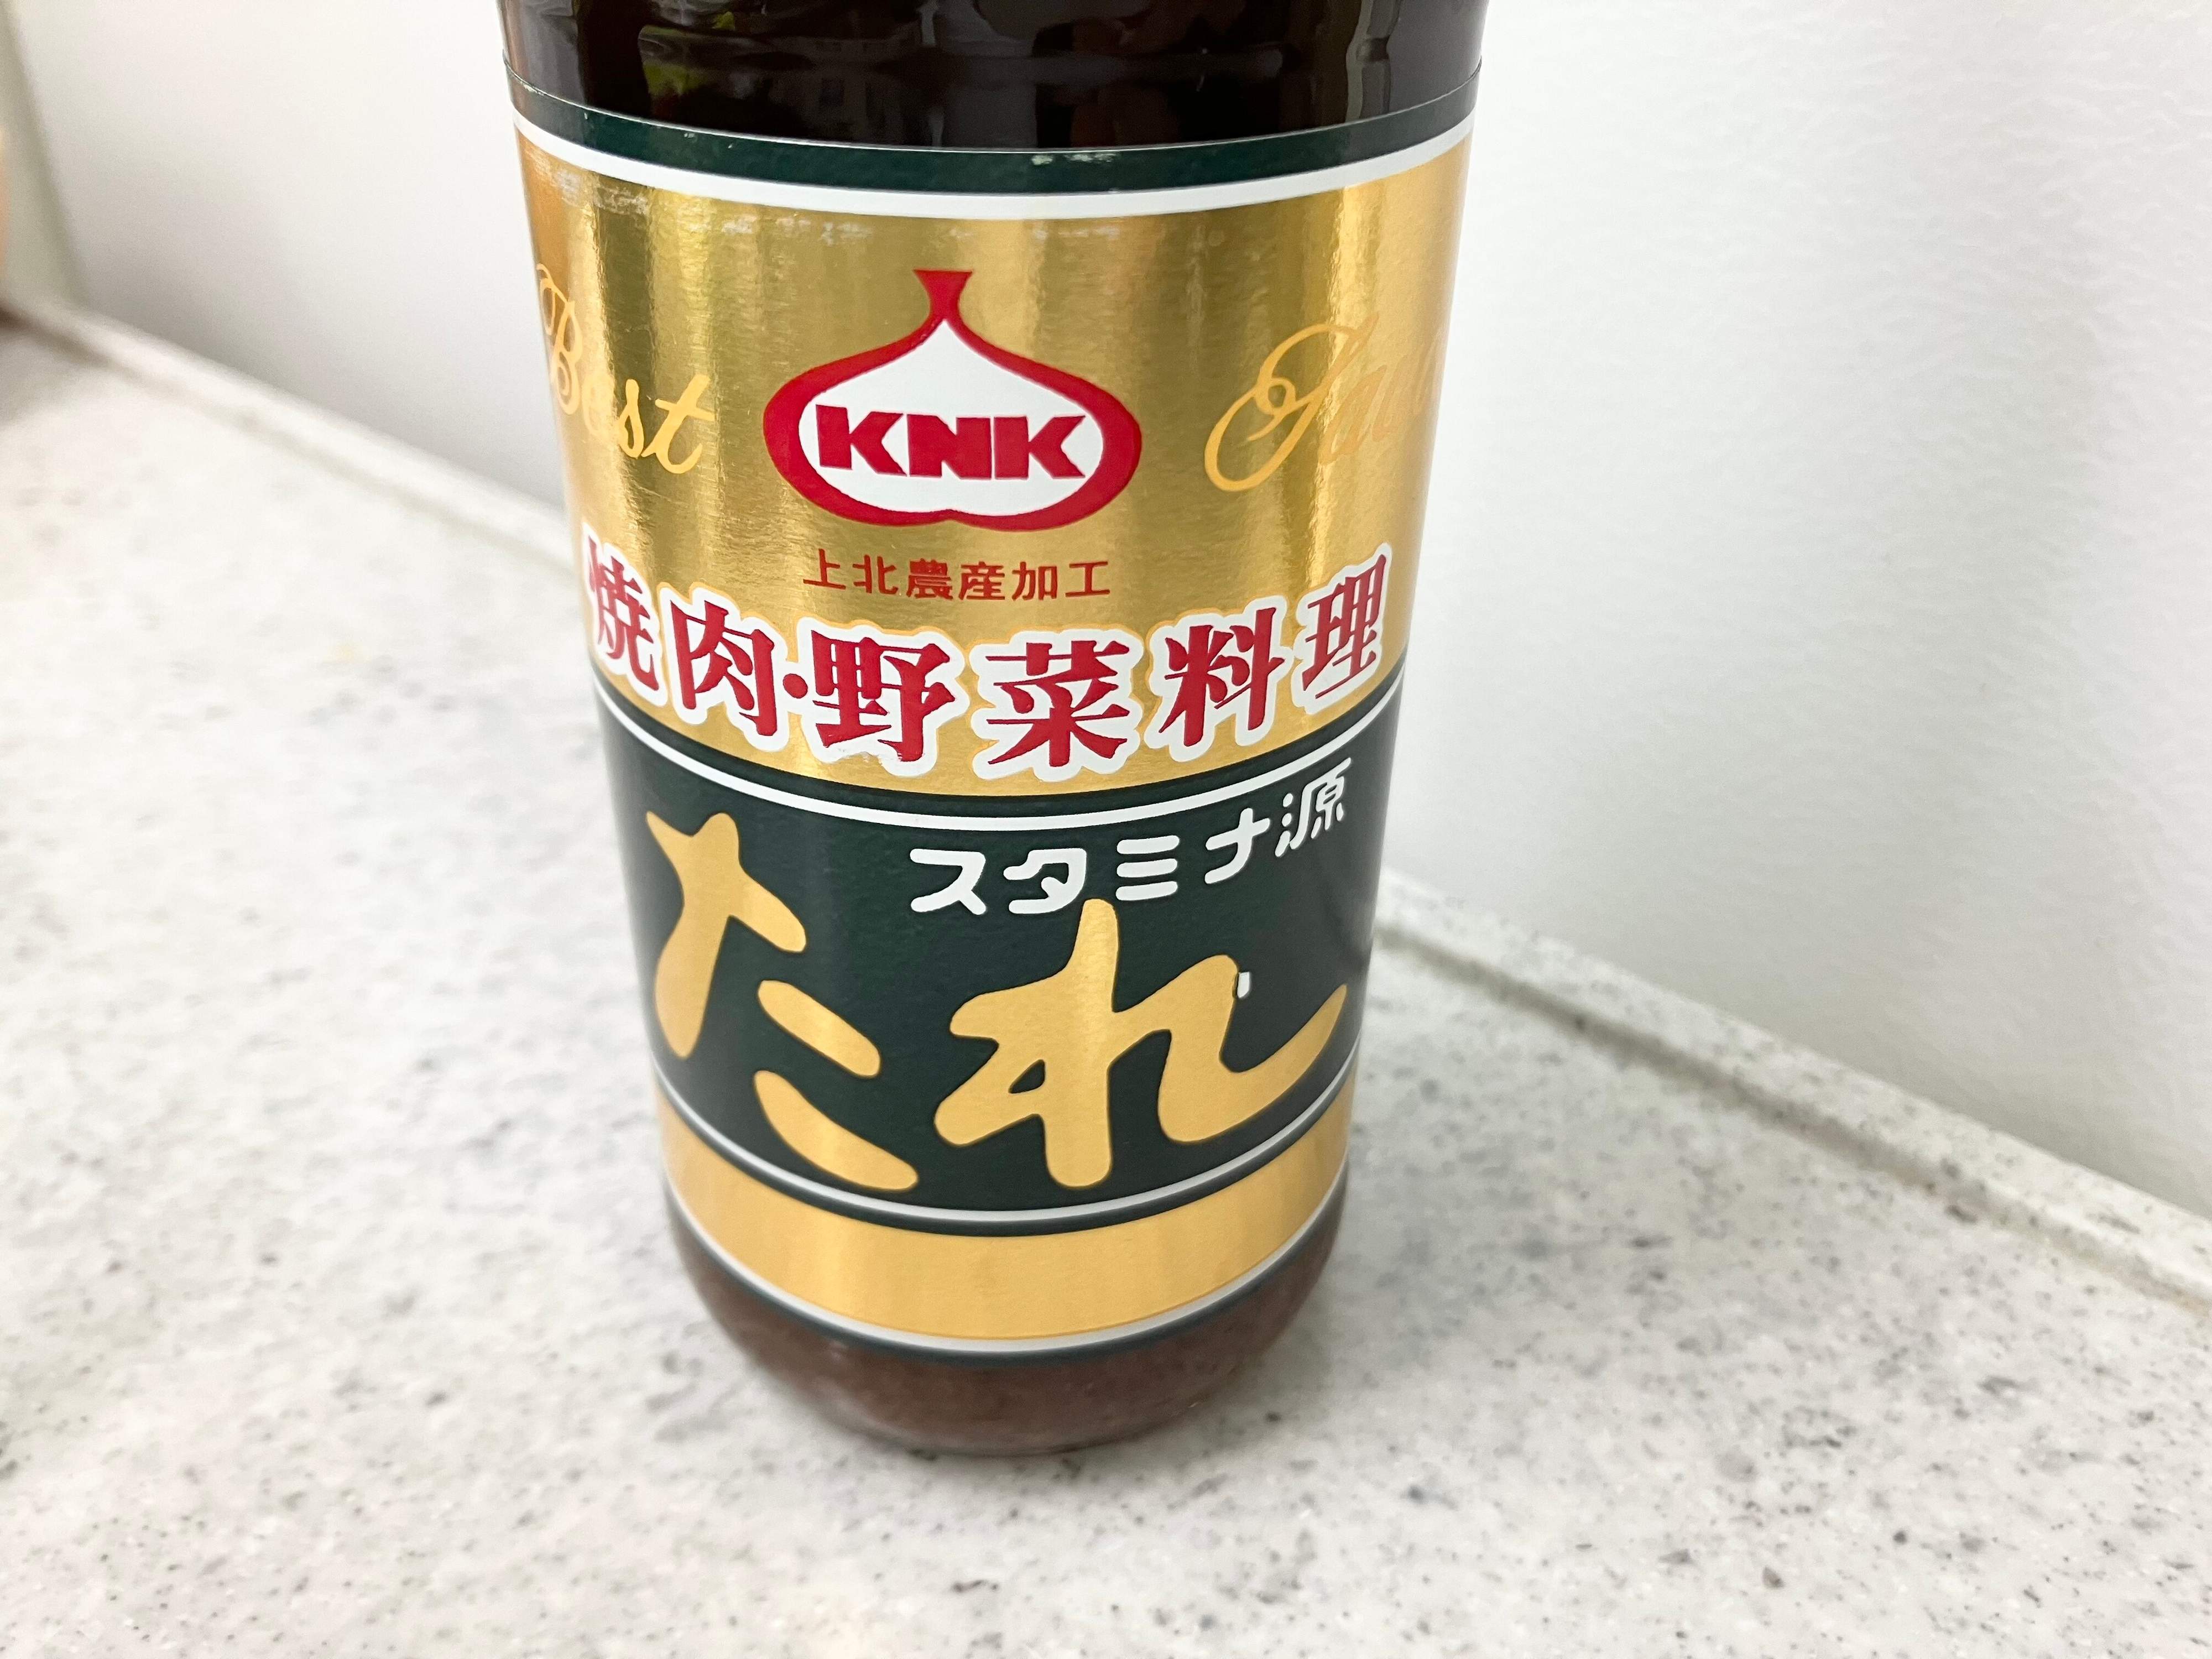 Best
KNK
上北農産加工
焼肉・野菜料理
スタミナ源
たれ